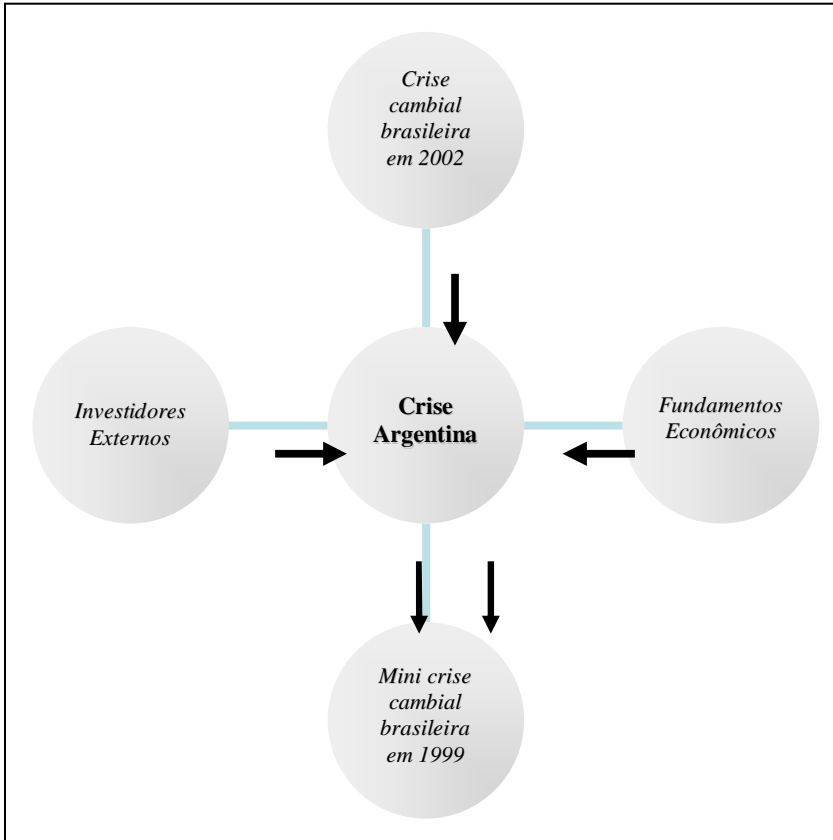 Crise
cambial
brasileira
em 2002
Investidores
Externos
Crise
Argentina
Fundamentos
Econômicos
Mini crise
cambial
brasileira
em 1999